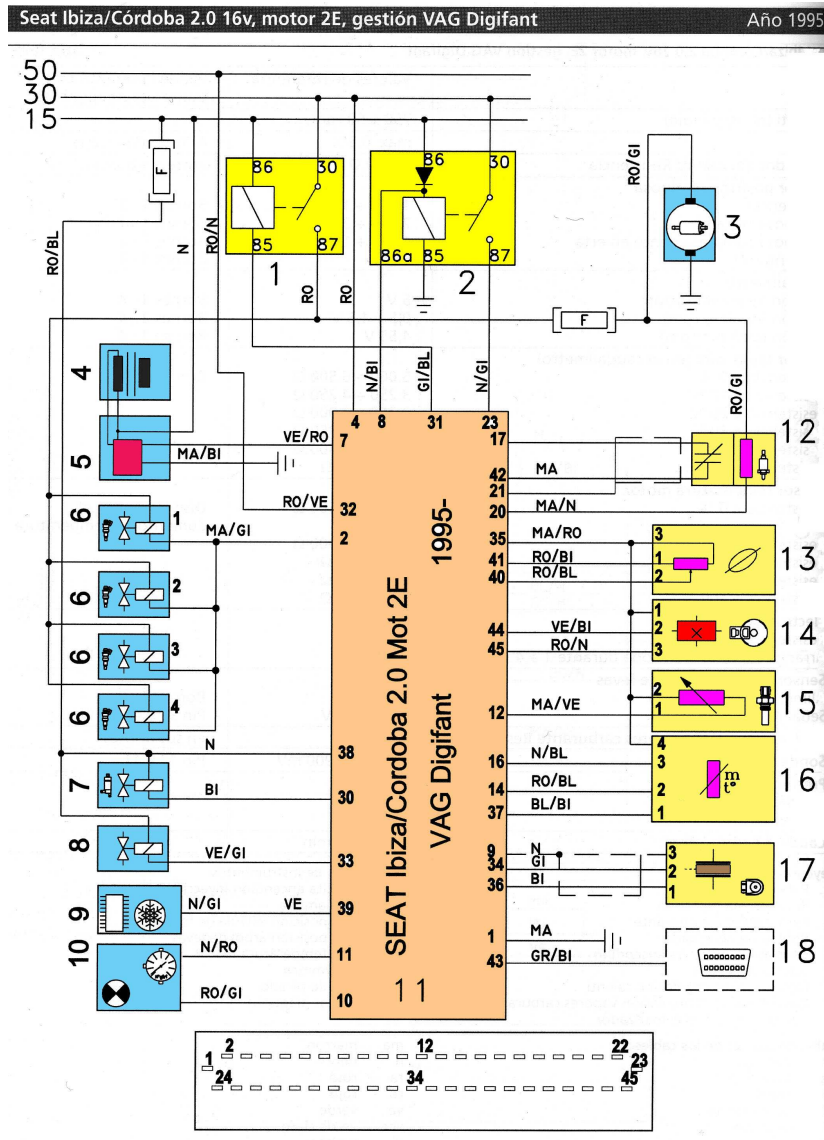 Seat Ibiza/Córdoba 2.0 16v, motor 2E, gestión VAG Digifant
Año 1995
50
30
15
F
RO/BL
N
RO/N
86
30
85
87
1
RO
RO
86
30
86a
85
87
2
N/BI
GI/BL
N/GI
RO/GI
3
F
RO/GI
4
5
VE/RO
MA/BI
RO/VE
6
1
MA/GI
6
2
6
3
6
4
N
7
BI
8
VE/GI
9
N/GI
VE
10
N/RO
RO/GI
4
8
31
23
7
32
2
38
30
33
39
11
10
17
42
21
20
35
41
40
44
45
12
16
14
37
9
34
36
1
43
SEAT Ibiza/Cordoba 2.0 Mot 2E
VAG Digifant
1995-
11
MA
MA/N
12
MA/RO
RO/BI
RO/BL
3
1
2
13
VE/BI
RO/N
1
2
3
14
MA/VE
2
1
15
N/BL
RO/BL
BL/BI
4
3
2
1
m
t°
16
N
GI
BI
3
2
1
17
MA
GR/BI
18
1
2
12
22
23
24
34
45